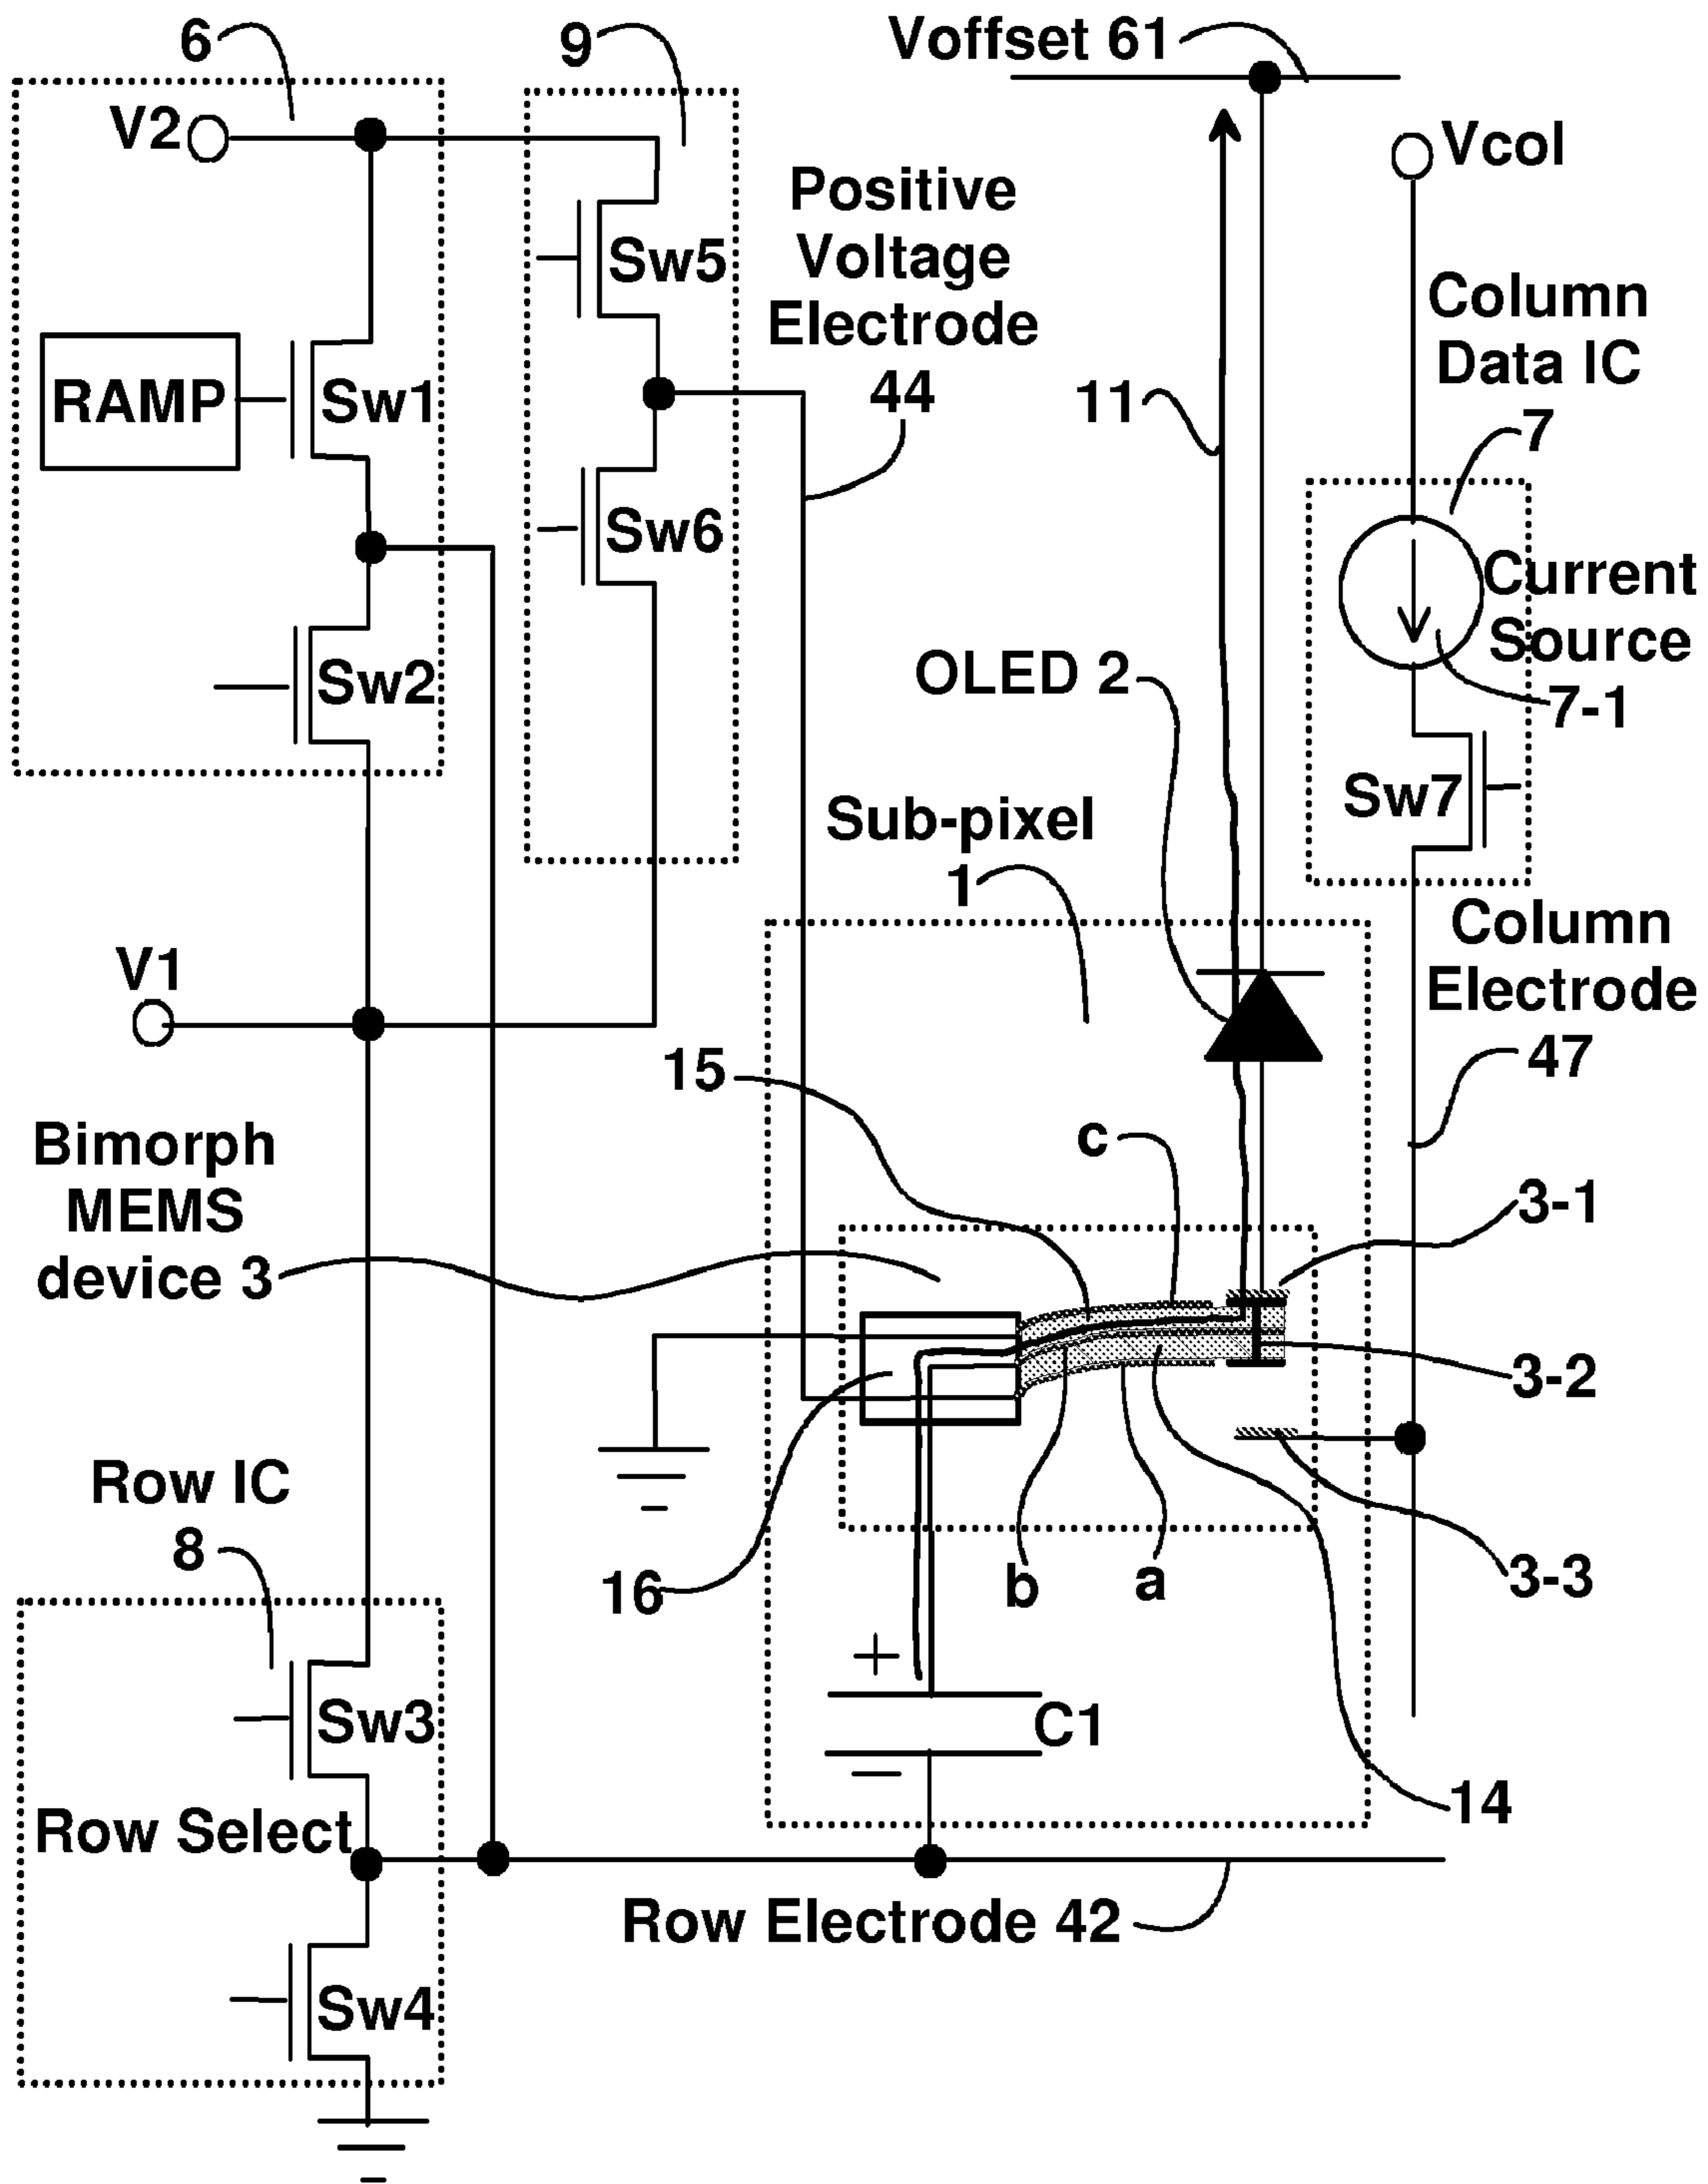 6
9
Voffset 61
V2
Vcol
Positive
Voltage
Electrode
44
Sw5
Column
Data IC
7
RAMP
Sw1
11
Sw6
Current
Source
7-1
Sw2
OLED 2
Sw7
Sub-pixel
1
Column
Electrode
47
V1
15
c
Bimorph
MEMS
device 3
3-1
3-2
Row IC
8
16
b
a
3-3
+
C1
Sw3
14
Row Select
Row Electrode 42
Sw4